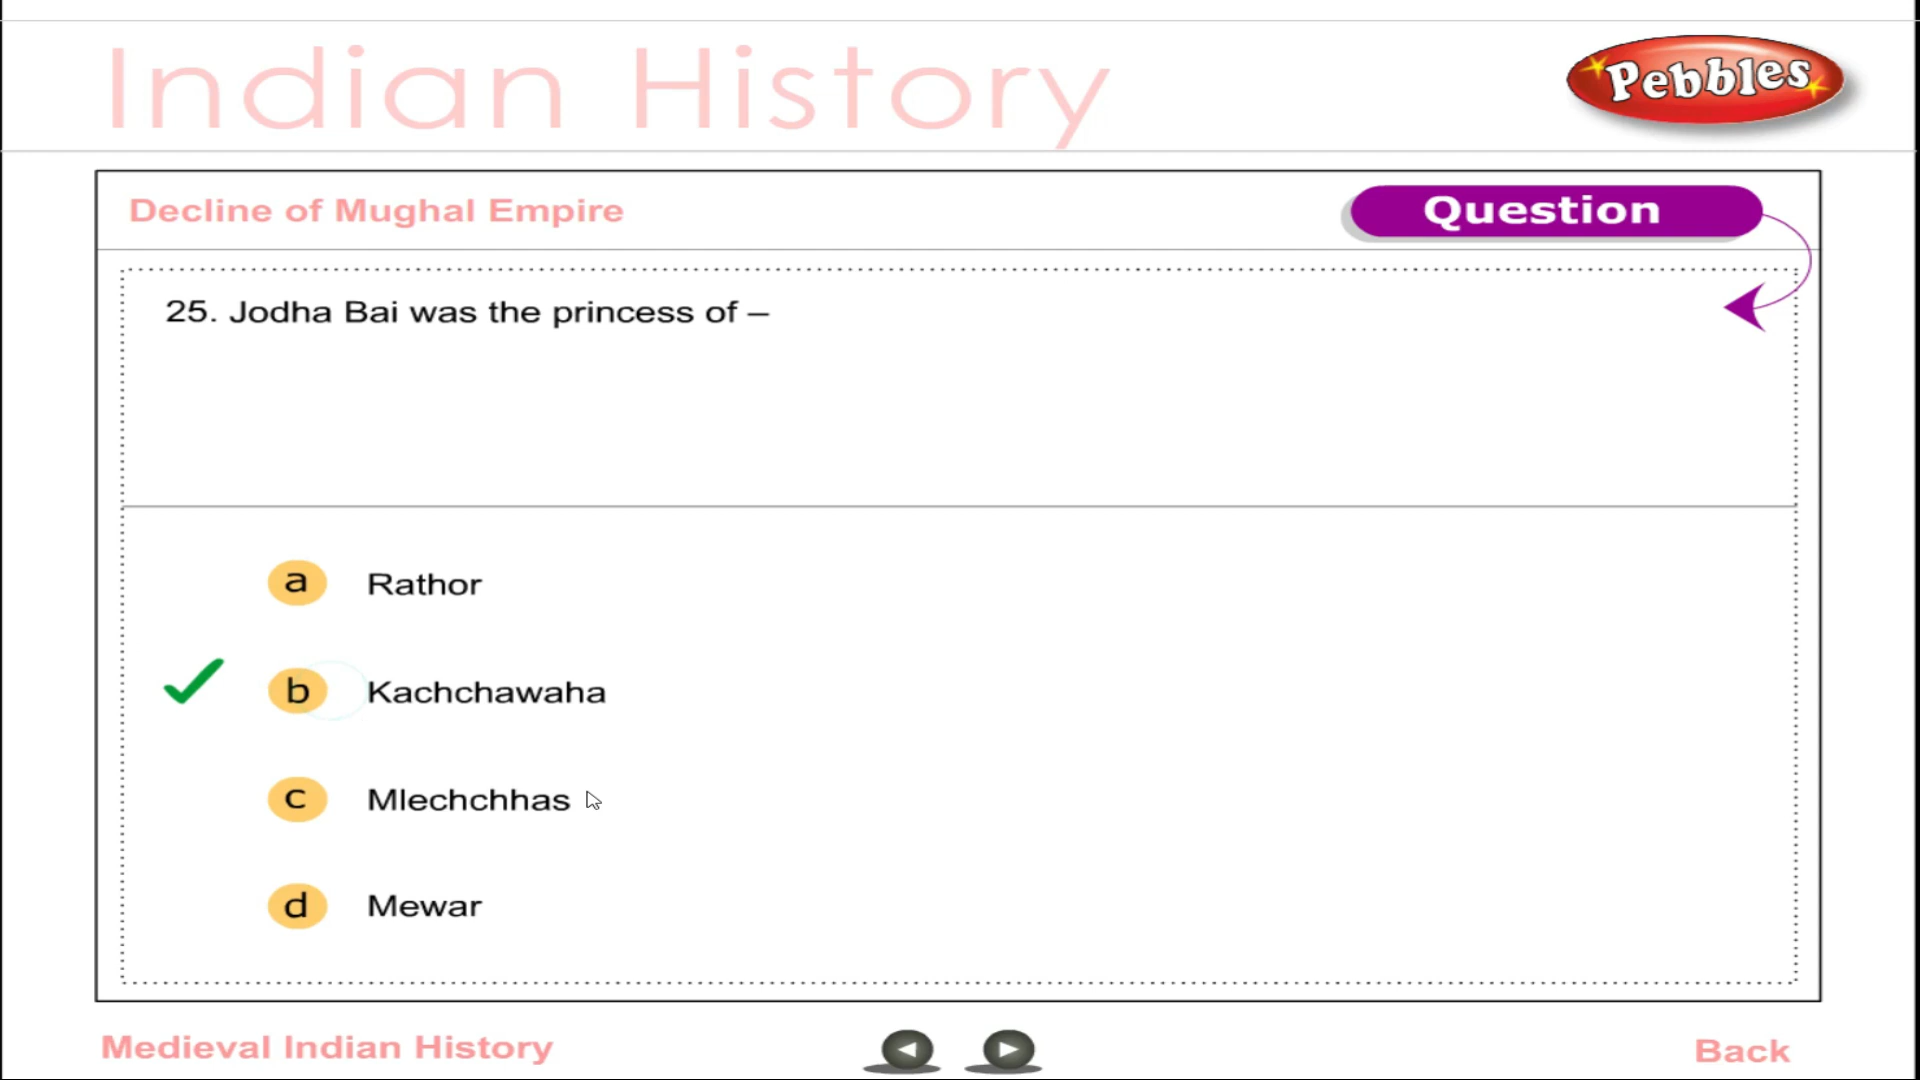 Indian History
Pebbles
Decline of Mughal Empire
Question
25. Jodha Bai was the princess of –
a Rathor
b Kachchawaha
c Mlechchhas
d Mewar
Medieval Indian History
Back